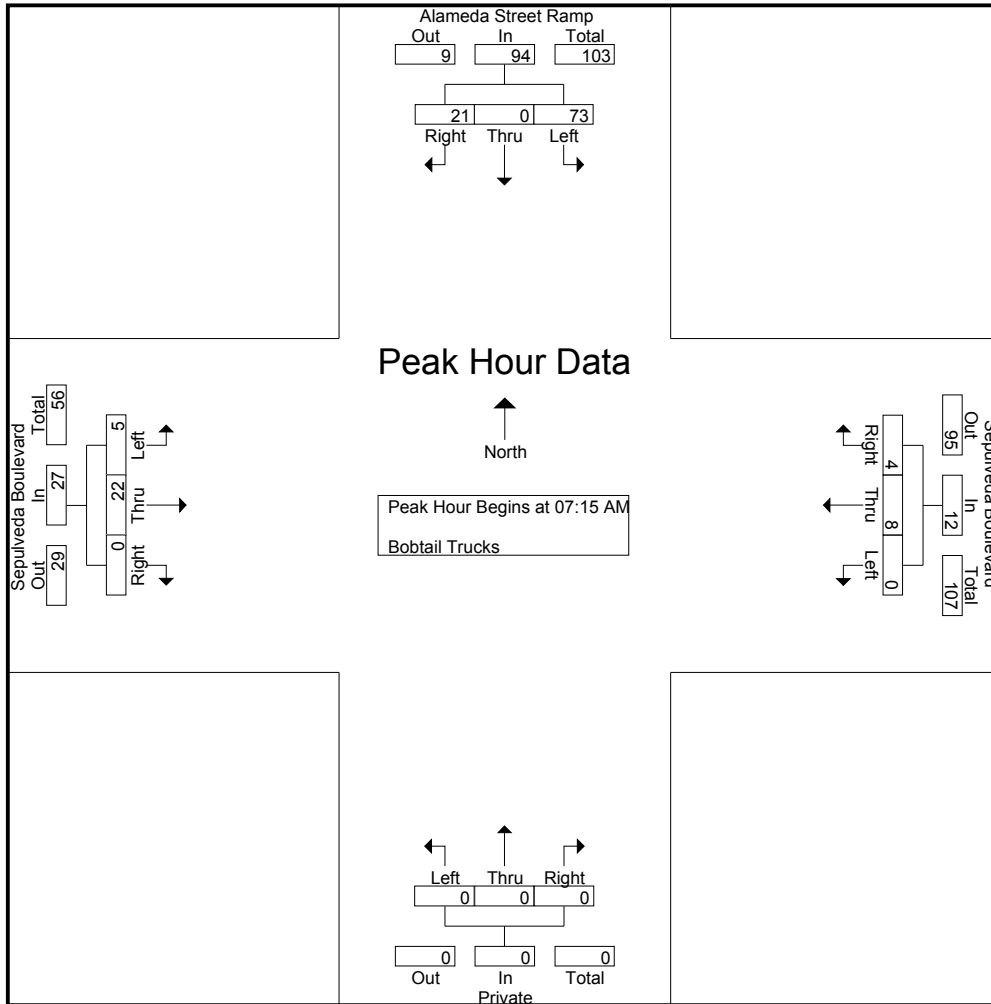 Alameda Street Ramp
Out In Total
9 94 103
21 0 73
Right Thru Left
Peak Hour Data
North
Peak Hour Begins at 07:15 AM
Bobtail Trucks
Sepulveda Boulevard
Total In Out
56 27 29
5 22 0
Left Thru Right
Right Thru Left
4 8 0
95 12 107
Out In Total
Sepulveda Boulevard
Left Thru Right
0 0 0
0 0 0
Out In Total
Private